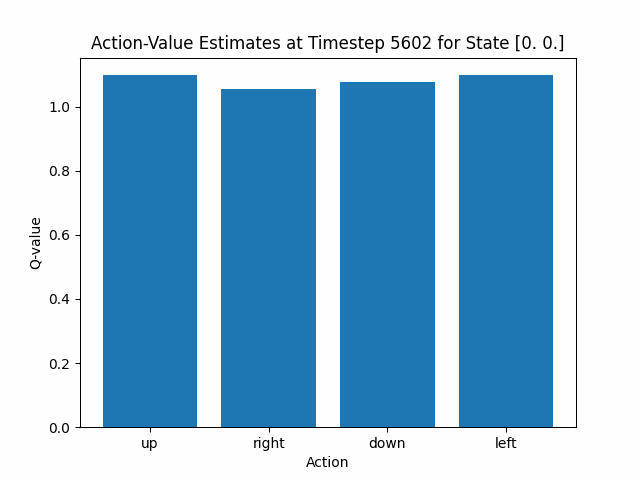 Action-Value Estimates at Timestep 5602 for State [0. 0.]
1.0
0.8
0.6
0.4
0.2
0.0
Q-value
up right down left
Action